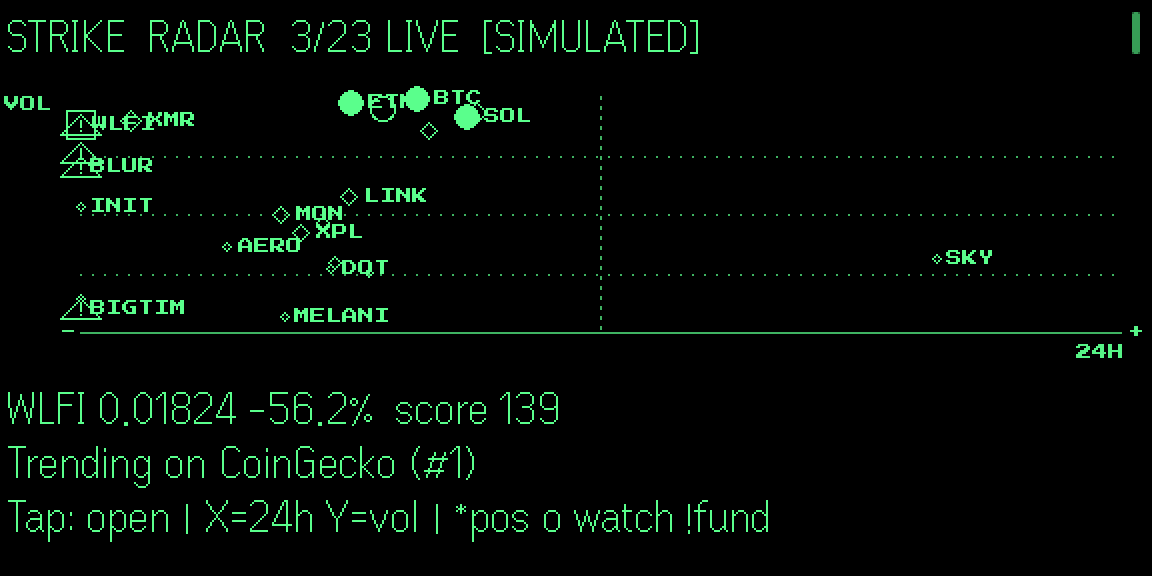 STRIKE RADAR 3/23 LIVE [SIMULATED]
VOL
ETH
BTC
SOL
WLFI
XMR
BLUR
INIT
LINK
MON
XPL
AERO
DOT
SKY
BIGTIM
MELANI
- +
24H
WLFI 0.01824 -56.2% score 139
Trending on CoinGecko (#1)
Tap: open | X=24h Y=vol | *pos o watch !fund